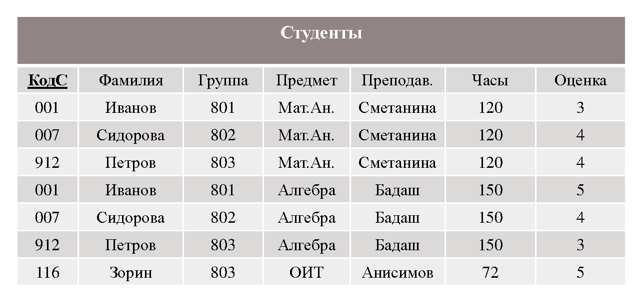 Студенты
КодС Фамилия Группа Предмет Преподав. Часы Оценка
001 Иванов 801 Мат.Ан. Сметанина 120 3
007 Сидорова 802 Мат.Ан. Сметанина 120 4
912 Петров 803 Мат.Ан. Сметанина 120 4
001 Иванов 801 Алгебра Бадаш 150 5
007 Сидорова 802 Алгебра Бадаш 150 4
912 Петров 803 Алгебра Бадаш 150 3
116 Зорин 803 ОИТ Анисимов 72 5